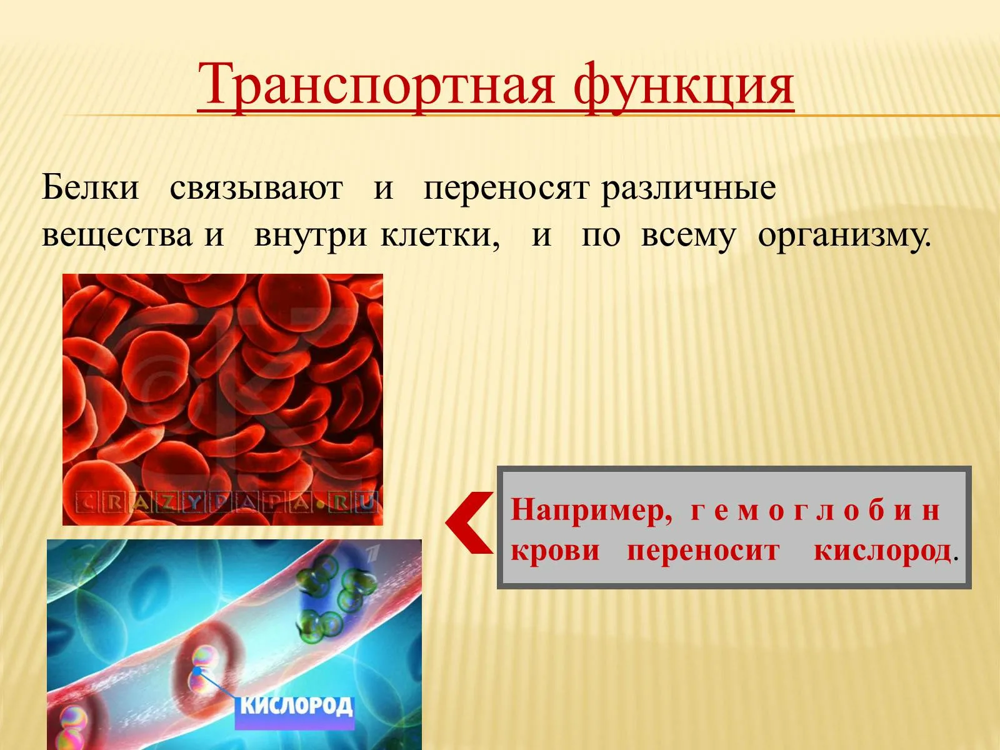 Транспортная функция
Белки связывают и переносят различные
вещества и внутри клетки, и по всему организму.
CRAZYPAPA.RU
Например, г е м о г л о б и н
крови переносит кислород.
КИСЛОРОД